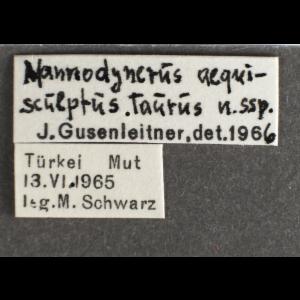 Nannodynerus aequi-
sculptus.taurus n.ssp.
J. Gusenleitner, det.1966
Türkei Mut
13.VI.1965
leg.M. Schwarz